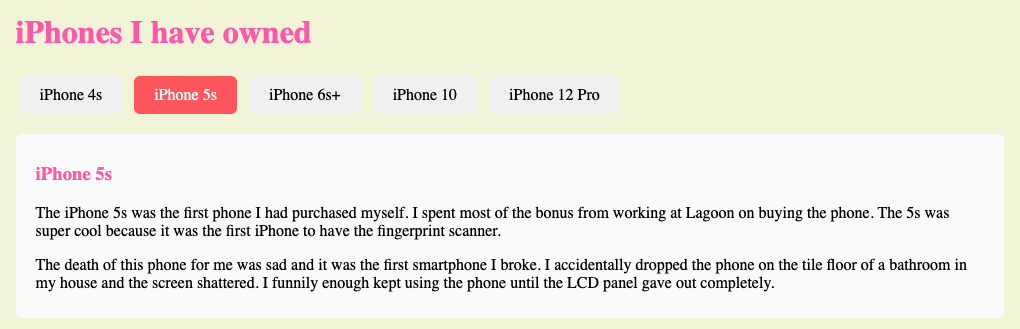 iPhones I have owned
iPhone 4s iPhone 5s iPhone 6s+ iPhone 10 iPhone 12 Pro
iPhone 5s
The iPhone 5s was the first phone I had purchased myself. I spent most of the bonus from working at Lagoon on buying the phone. The 5s was
super cool because it was the first iPhone to have the fingerprint scanner.
The death of this phone for me was sad and it was the first smartphone I broke. I accidentally dropped the phone on the tile floor of a bathroom in
my house and the screen shattered. I funnily enough kept using the phone until the LCD panel gave out completely.